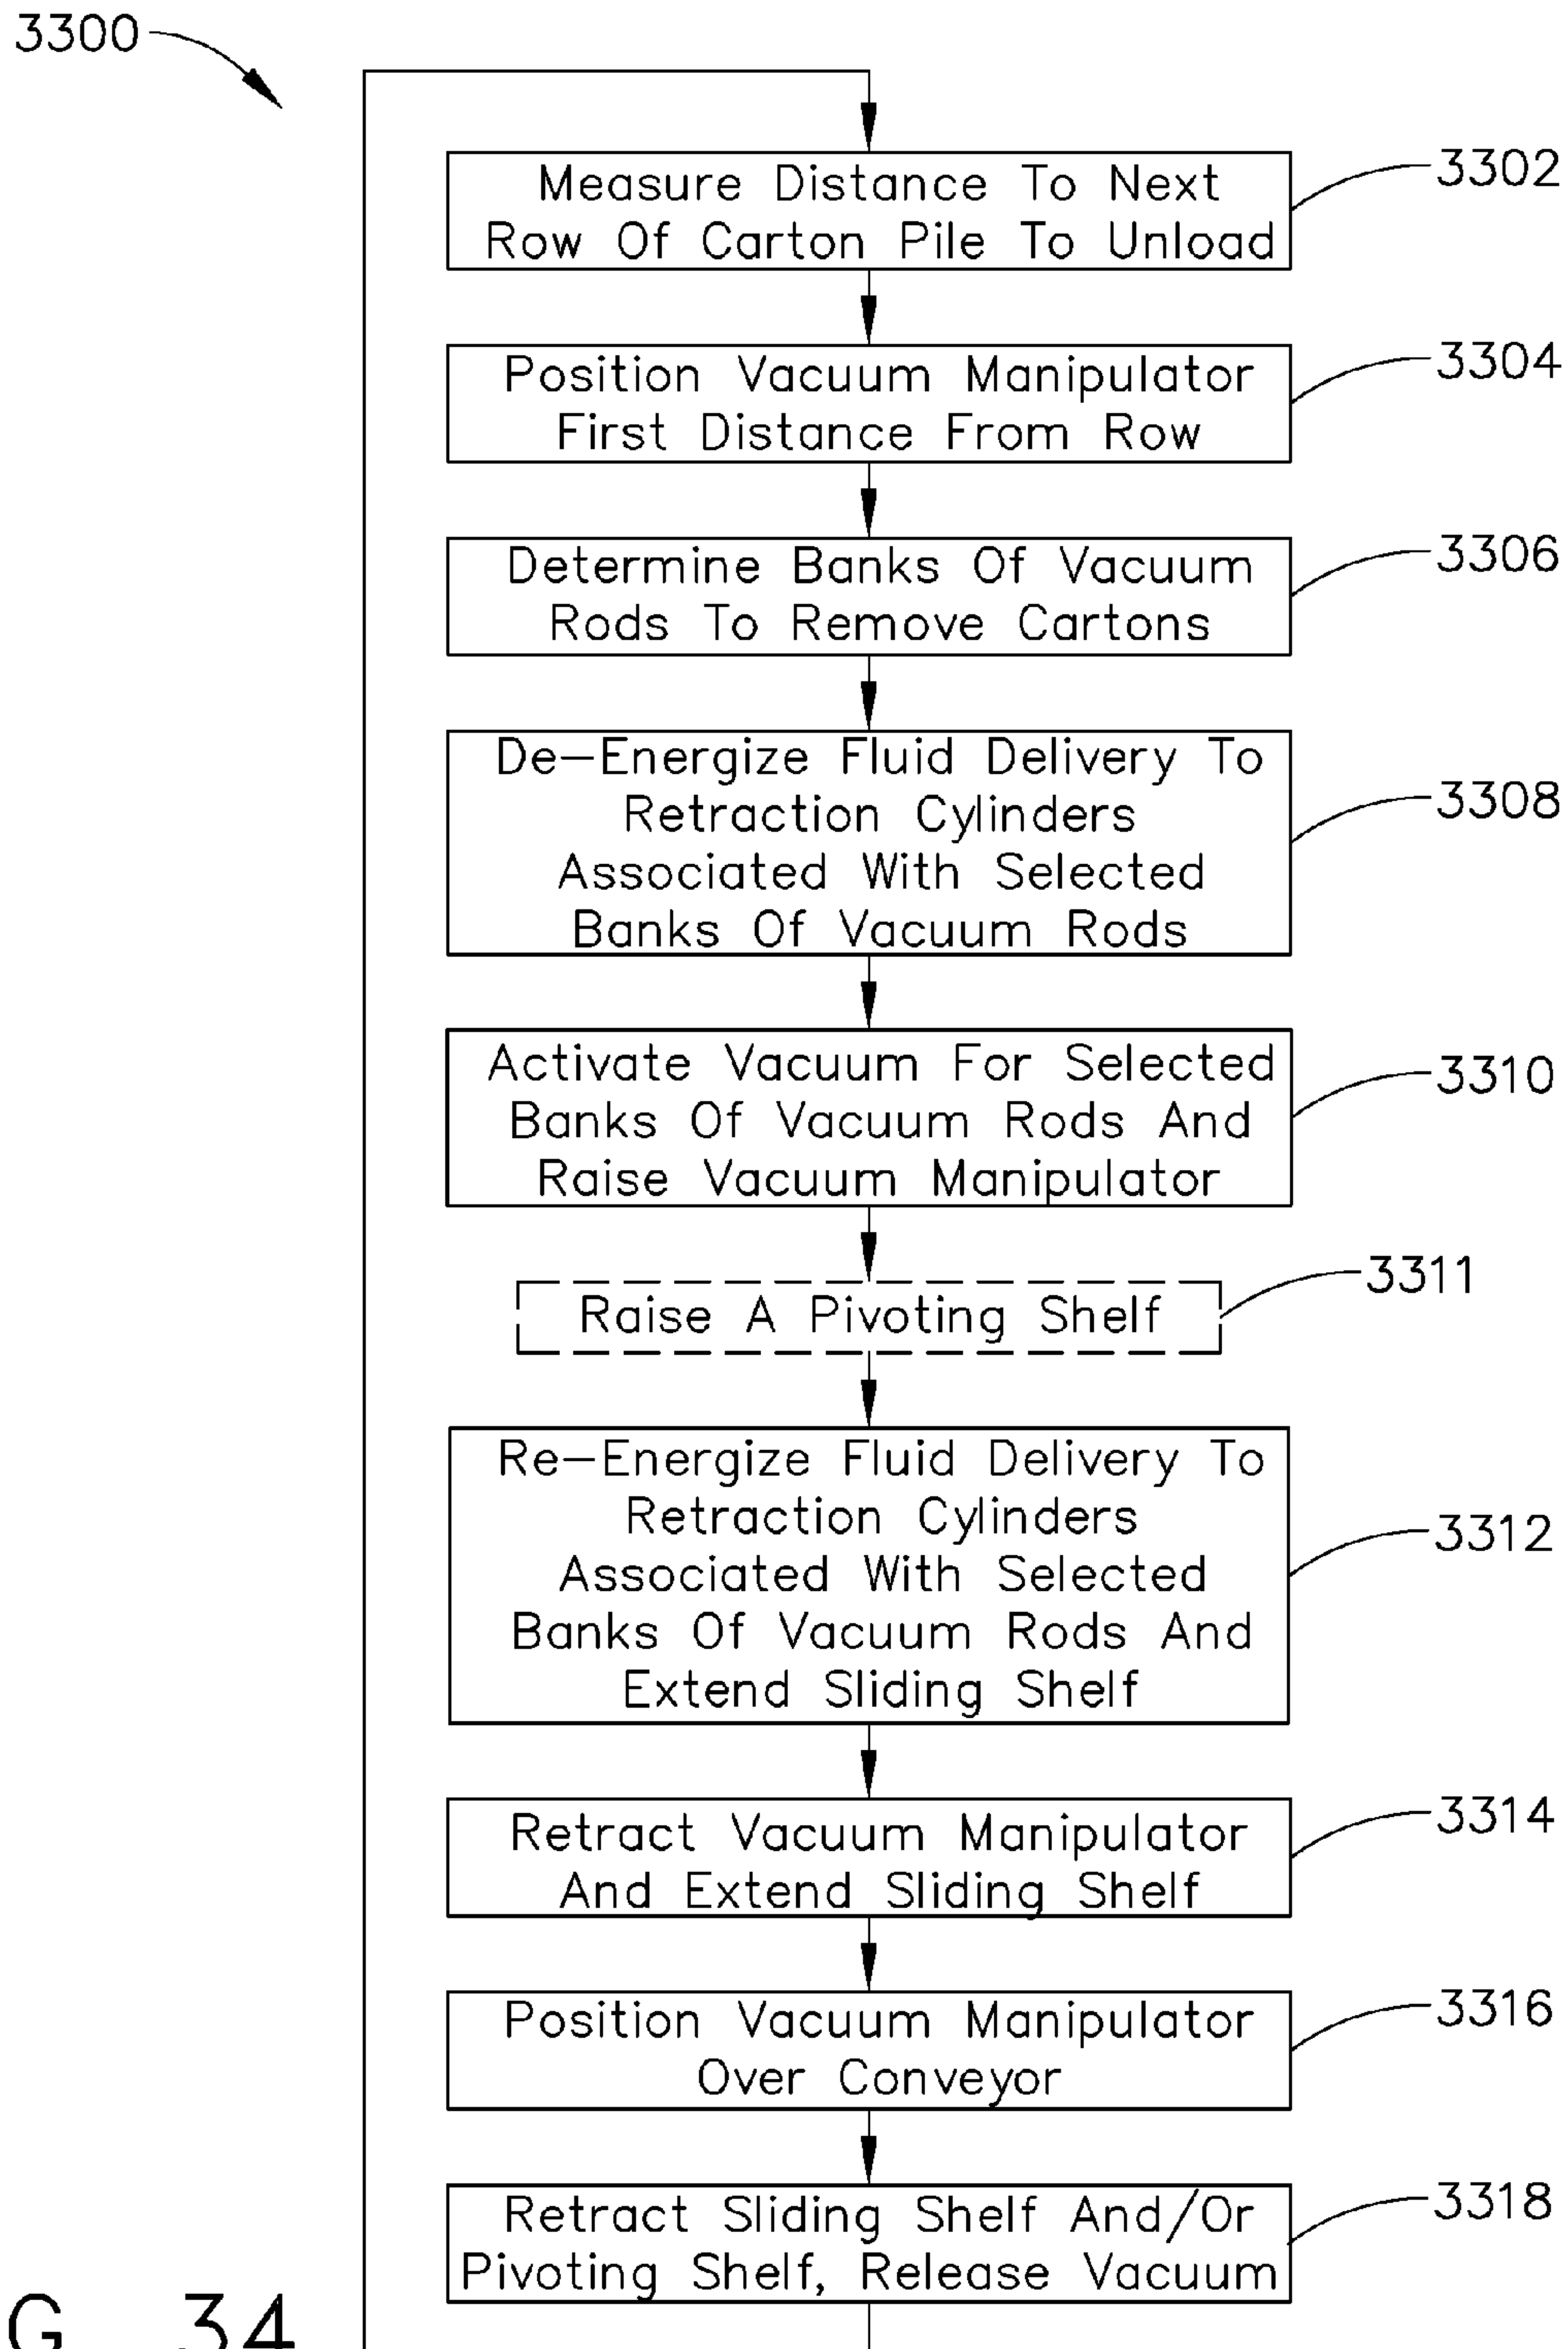 3300
Measure Distance To Next
Row Of Carton Pile To Unload
3302
Position Vacuum Manipulator
First Distance From Row
3304
Determine Banks Of Vacuum
Rods To Remove Cartons
3306
De-Energize Fluid Delivery To
Retraction Cylinders
Associated With Selected
Banks Of Vacuum Rods
3308
Activate Vacuum For Selected
Banks Of Vacuum Rods And
Raise Vacuum Manipulator
3310
Raise A Pivoting Shelf
3311
Re-Energize Fluid Delivery To
Retraction Cylinders
Associated With Selected
Banks Of Vacuum Rods And
Extend Sliding Shelf
3312
Retract Vacuum Manipulator
And Extend Sliding Shelf
3314
Position Vacuum Manipulator
Over Conveyor
3316
Retract Sliding Shelf And/Or
Pivoting Shelf, Release Vacuum
3318
G 34